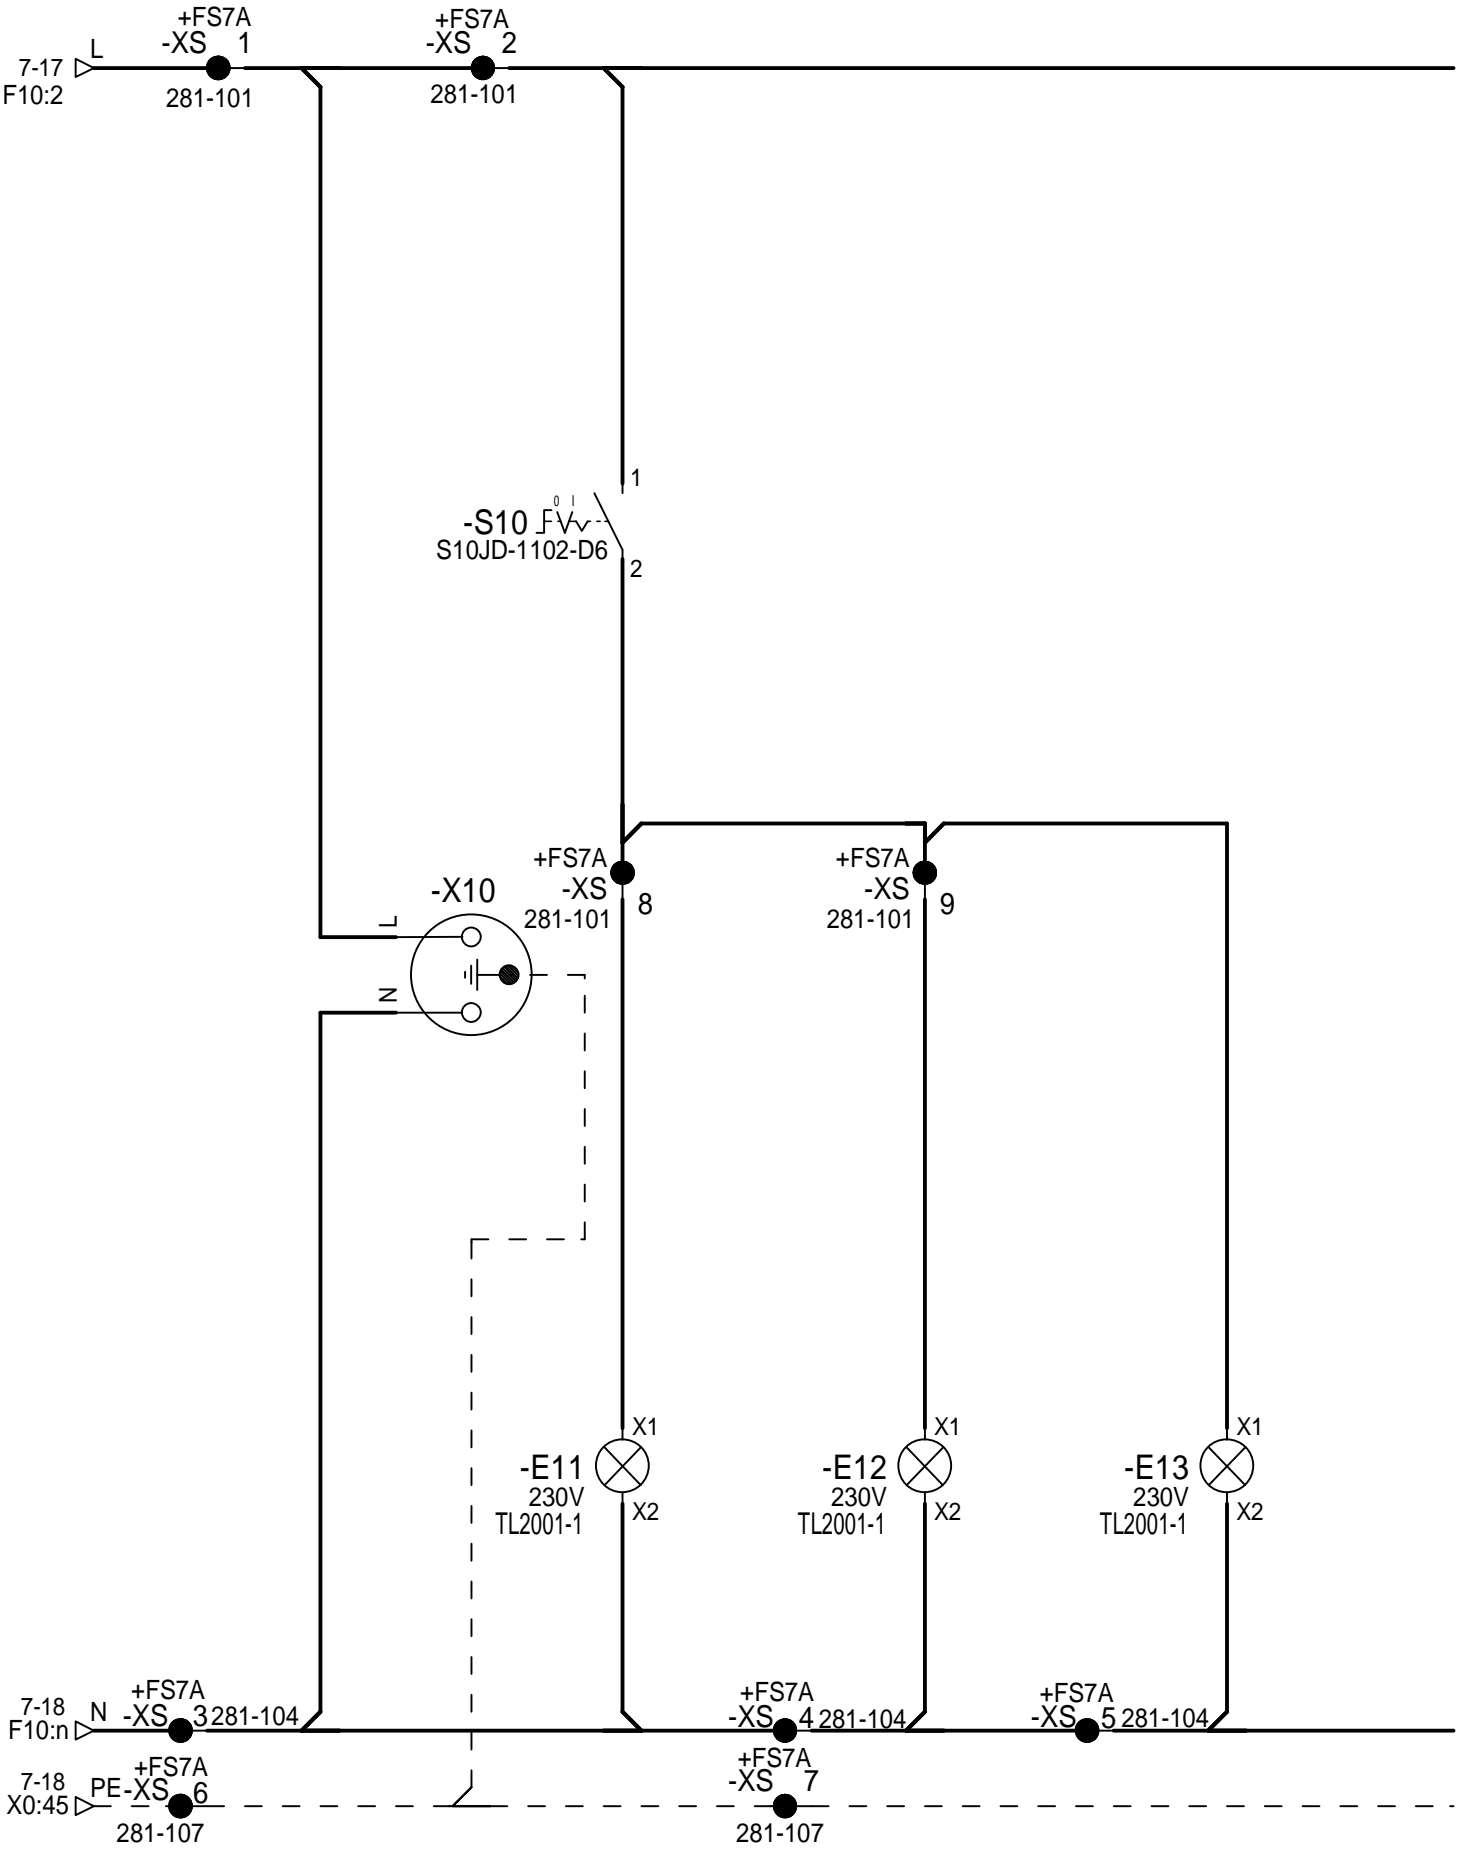 +FS7A
-XS 1
L
7-17
F10:2
281-101
+FS7A
-XS 2
281-101
1
0 I
-S10
S10JD-1102-D6
2
+FS7A
-XS
8
281-101
+FS7A
-XS
9
281-101
-X10
L
N
X1
-E11
230V
X2
TL2001-1
X1
-E12
230V
X2
TL2001-1
X1
-E13
230V
X2
TL2001-1
7-18
F10:n
N
+FS7A
-XS 3 281-104
+FS7A
-XS 4 281-104
+FS7A
-XS 5 281-104
7-18
X0:45
PE
+FS7A
-XS 6
281-107
+FS7A
-XS 7
281-107